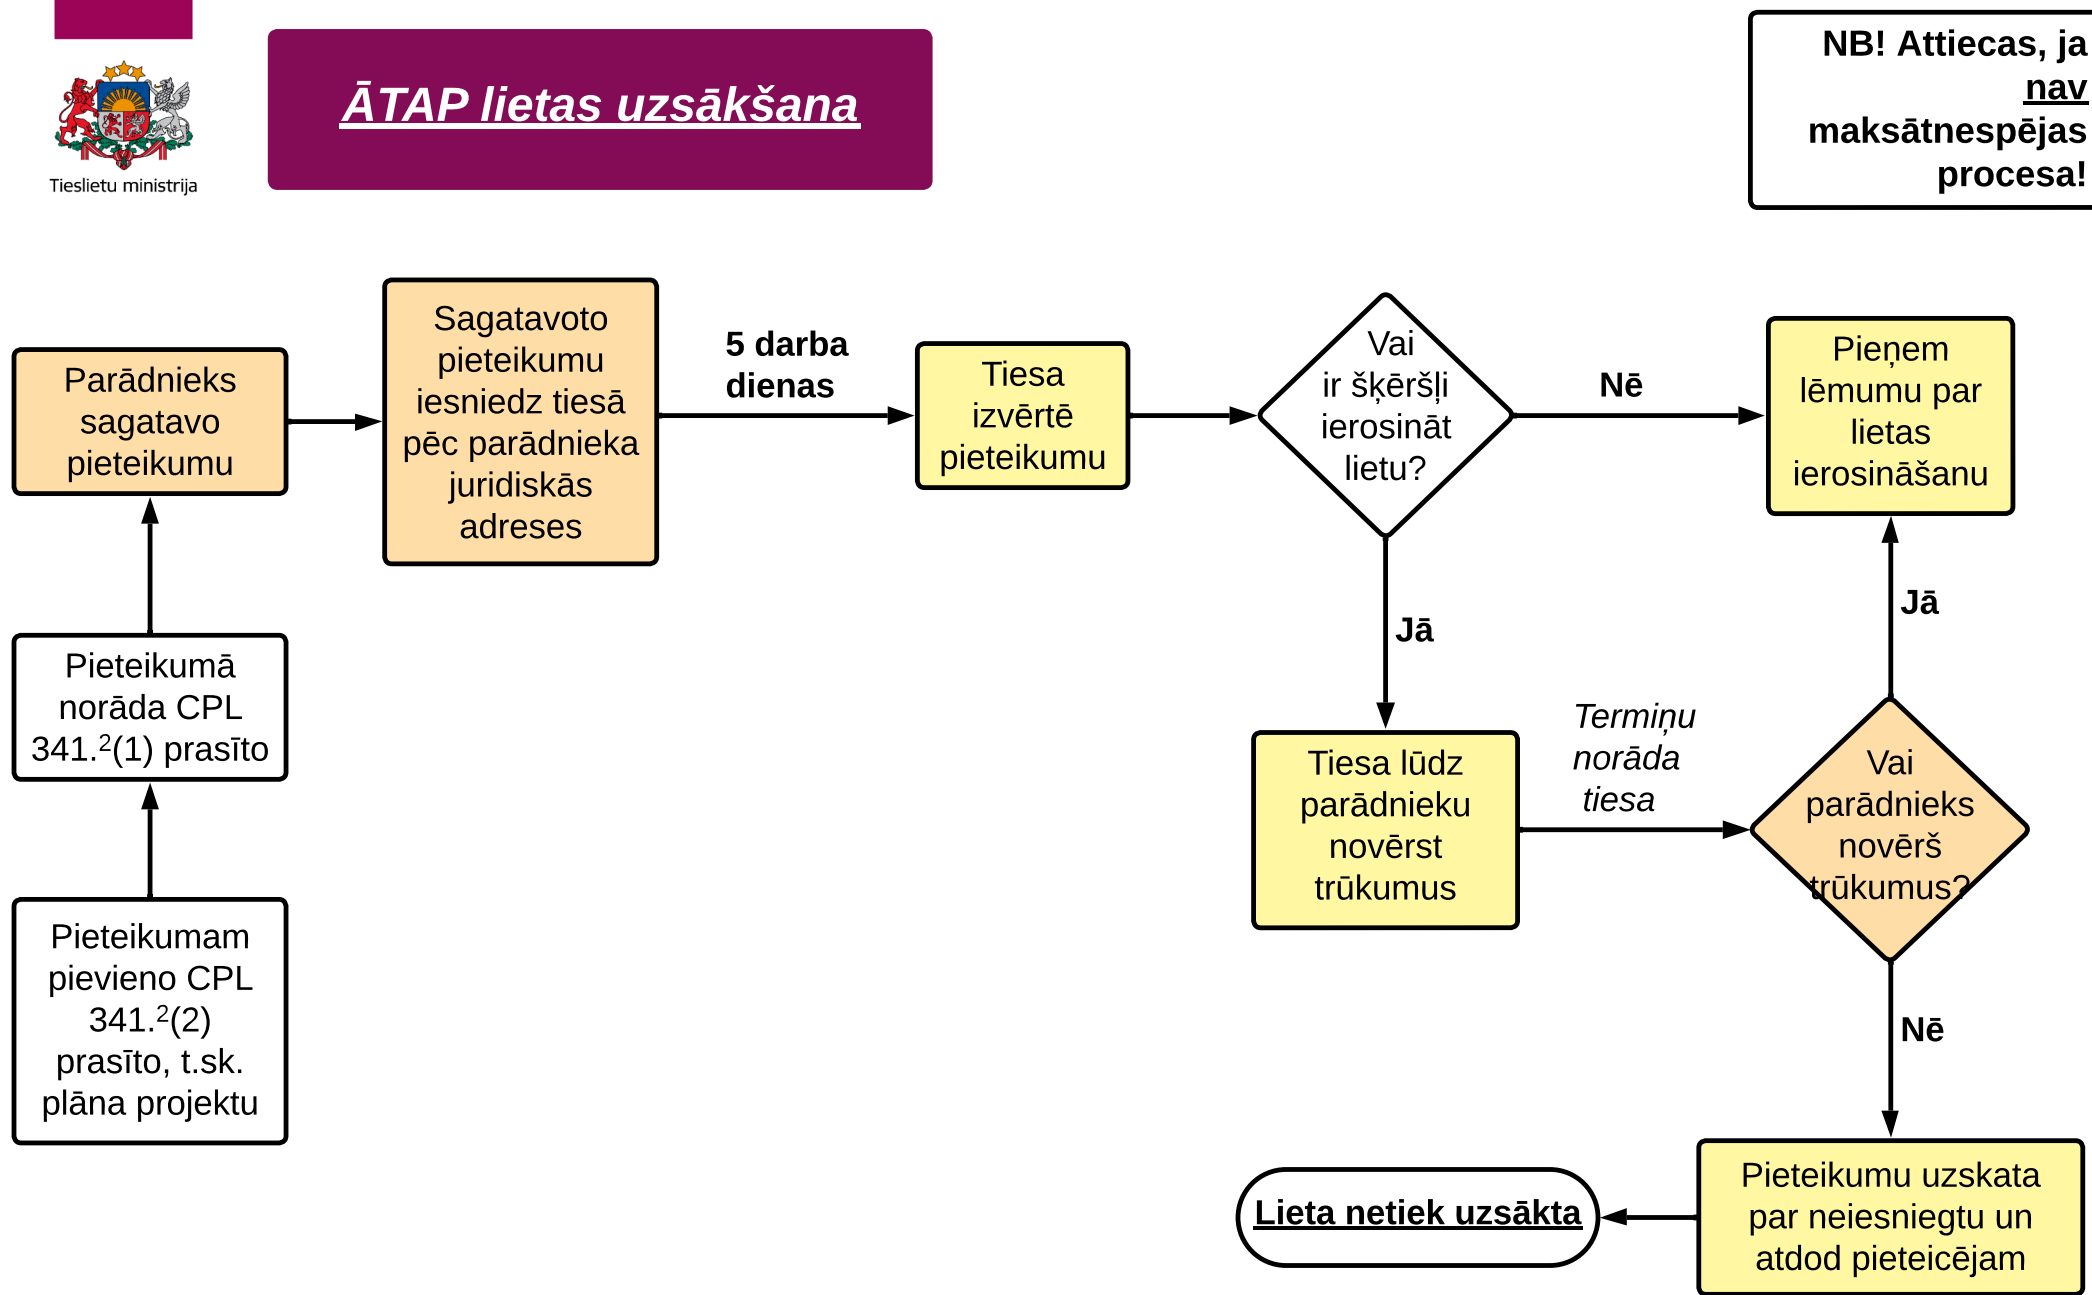 Tieslietu ministrija
ĀTAP lietas uzsākšana
NB! Attiecas, ja
nav
maksātnespējas
procesa!
Parādnieks
sagatavo
pieteikumu
Sagatavoto
pieteikumu
iesniedz tiesā
pēc parādnieka
juridiskās
adreses
5 darba
dienas
Tiesa
izvērtē
pieteikumu
Vai
ir šķēršļi
ierosināt
lietu?
Nē
Pieņem
lēmumu par
lietas
ierosināšanu
Jā
Jā
Pieteikumā
norāda CPL
341.²(1) prasīto
Tiesa lūdz
parādnieku
novērst
trūkumus
Termiņu
norāda
tiesa
Vai
parādnieks
novērš
trūkumus?
Pieteikumam
pievieno CPL
341.²(2)
prasīto, t.sk.
plāna projektu
Nē
Pieteikumu uzskata
par neiesniegtu un
atdod pieteicējam
Lieta netiek uzsākta